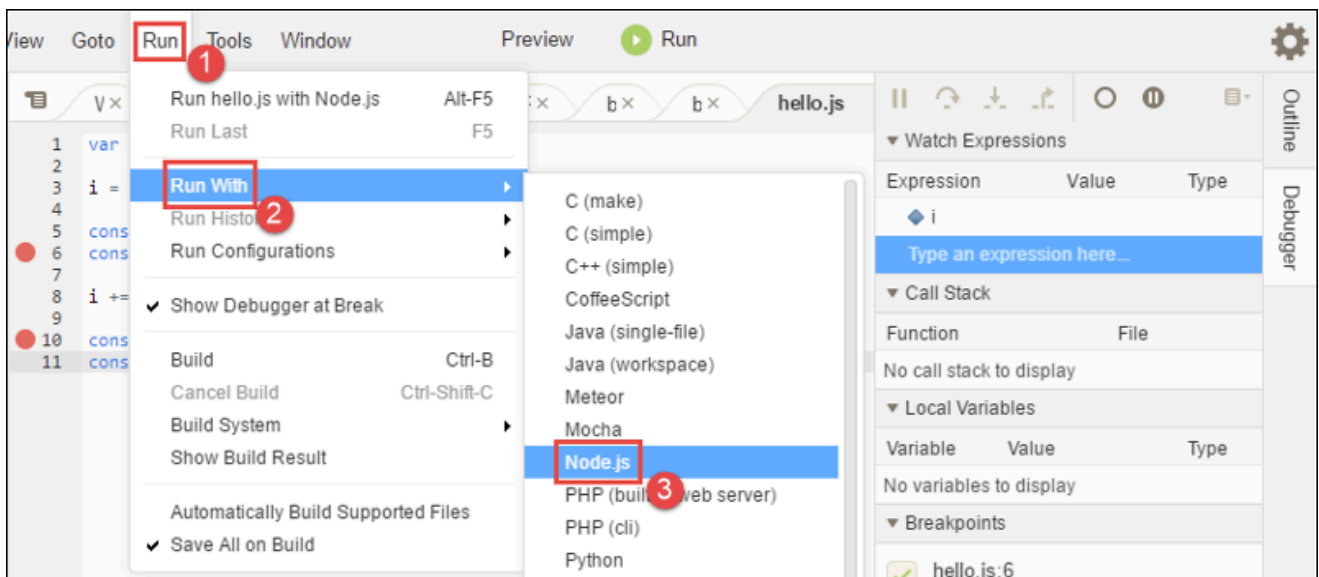 View Goto Run Tools Window Preview Run
1
V × × b × b × hello.js
Run hello.js with Node.js Alt-F5
Run Last F5
Run With
2
Run History
Run Configurations
Show Debugger at Break
Build Ctrl-B
Cancel Build Ctrl-Shift-C
Build System
Show Build Result
Automatically Build Supported Files
Save All on Build
C (make)
C (simple)
C++ (simple)
CoffeeScript
Java (single-file)
Java (workspace)
Meteor
Mocha
Node.js
3
PHP (built web server)
PHP (cli)
Python
1 var
2
3 i =
4
5 cons
6 cons
7
8 i +=
9
10 cons
11 cons
Watch Expressions
Expression Value Type
i
Type an expression here...
Call Stack
Function File
No call stack to display
Local Variables
Variable Value Type
No variables to display
Breakpoints
hello.js:6
Outline
Debugger